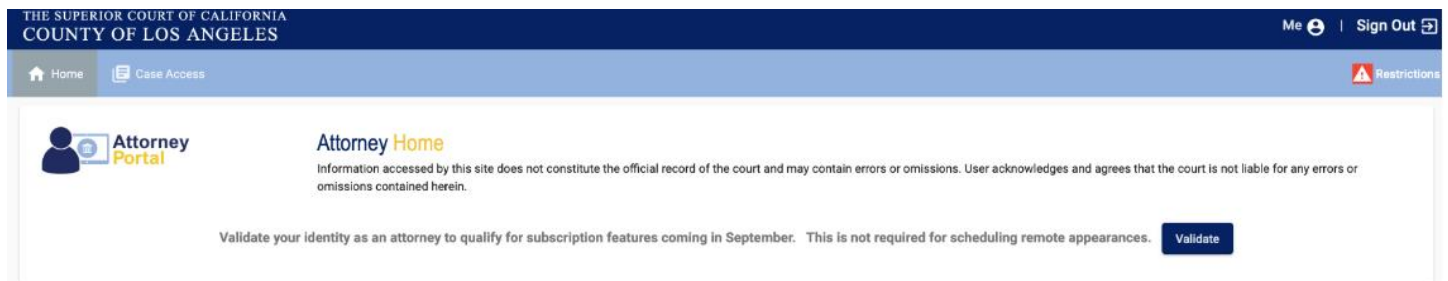 THE SUPERIOR COURT OF CALIFORNIA
COUNTY OF LOS ANGELES
Me | Sign Out
Home Case Access Restrictions
Attorney
Portal
Attorney Home
Information accessed by this site does not constitute the official record of the court and may contain errors or omissions. User acknowledges and agrees that the court is not liable for any errors or
omissions contained herein.
Validate your identity as an attorney to qualify for subscription features coming in September. This is not required for scheduling remote appearances. Validate